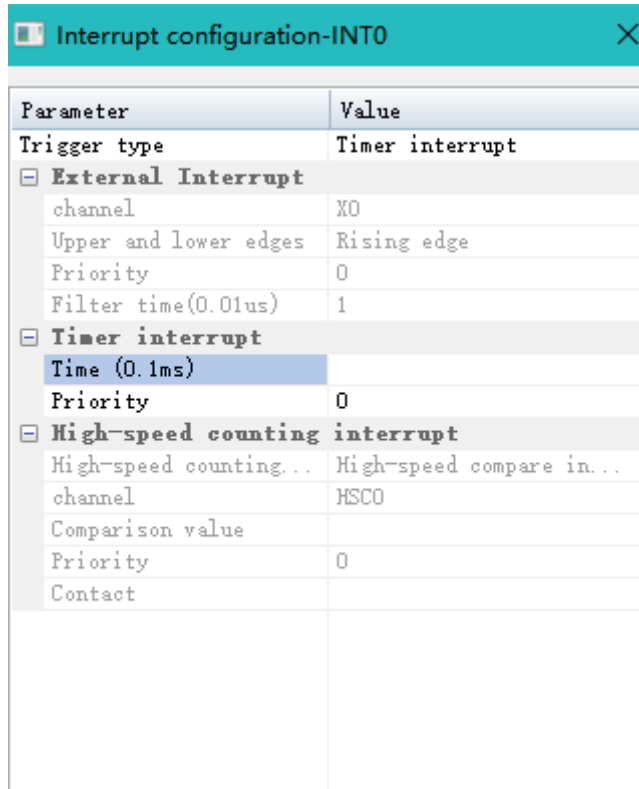 Interrupt configuration-INT0
Parameter Value
Trigger type Timer interrupt
External Interrupt
channel X0
Upper and lower edges Rising edge
Priority 0
Filter time(0.01us) 1
Timer interrupt
Time (0.1ms)
Priority 0
High-speed counting interrupt
High-speed counting... High-speed compare in...
channel HSC0
Comparison value
Priority 0
Contact